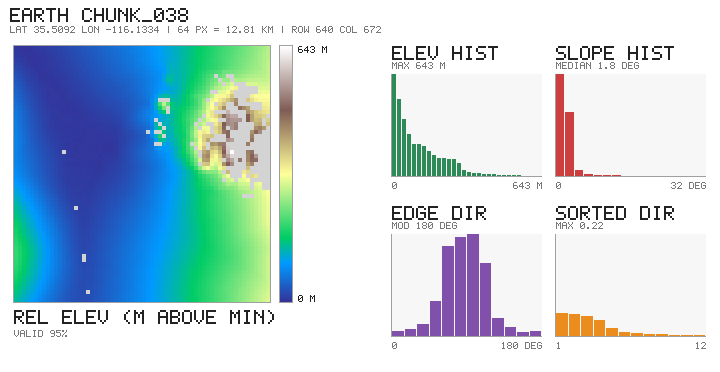 EARTH CHUNK_038
LAT 35.5092 LON -116.1334 | 64 PX = 12.81 KM | ROW 640 COL 672
643 M
0 M
REL ELEV (M ABOVE MIN)
VALID 95%
ELEV HIST
MAX 643 M
0 643 M
SLOPE HIST
MEDIAN 1.8 DEG
0 32 DEG
EDGE DIR
MOD 180 DEG
0 180 DEG
SORTED DIR
MAX 0.22
1 12